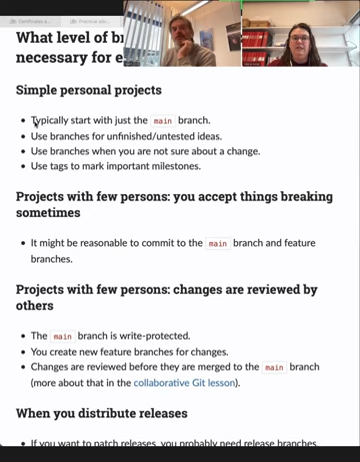 What level of
necessary for
Simple personal projects
Typically start with just the main branch.
Use branches for unfinished/untested ideas.
Use branches when you are not sure about a change.
Use tags to mark important milestones.
Projects with few persons: you accept things breaking
sometimes
It might be reasonable to commit to the main branch and feature
branches.
Projects with few persons: changes are reviewed by
others
The main branch is write-protected.
You create new feature branches for changes.
Changes are reviewed before they are merged to the main branch
(more about that in the collaborative Git lesson).
When you distribute releases
If you want to patch releases, you probably need release branches.